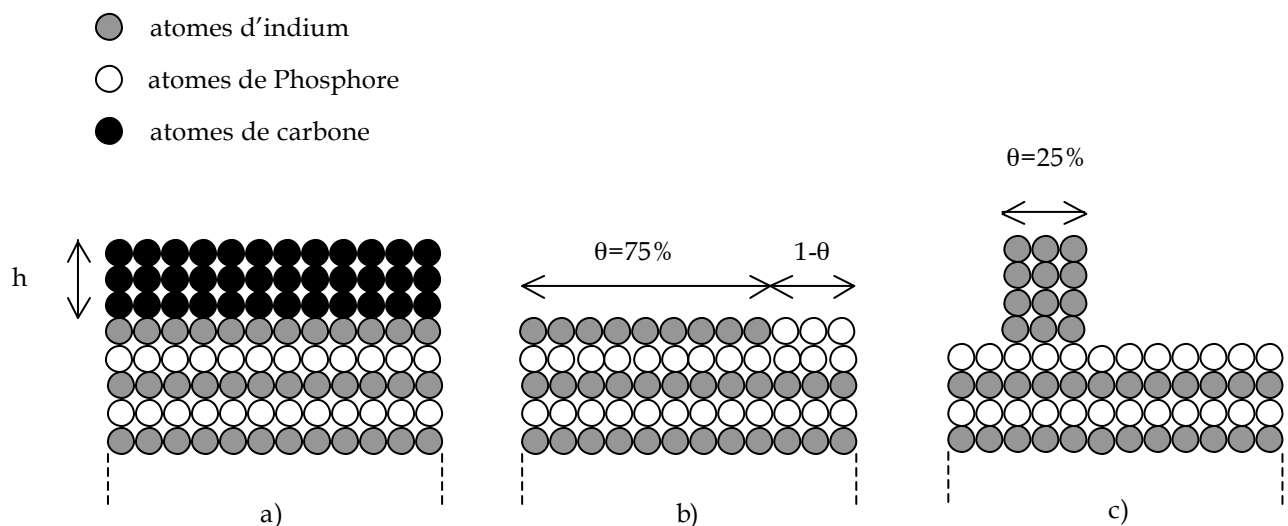 atomes d'indium
atomes de Phosphore
atomes de carbone
h
θ=75%
1-θ
θ=25%
a)
b)
c)